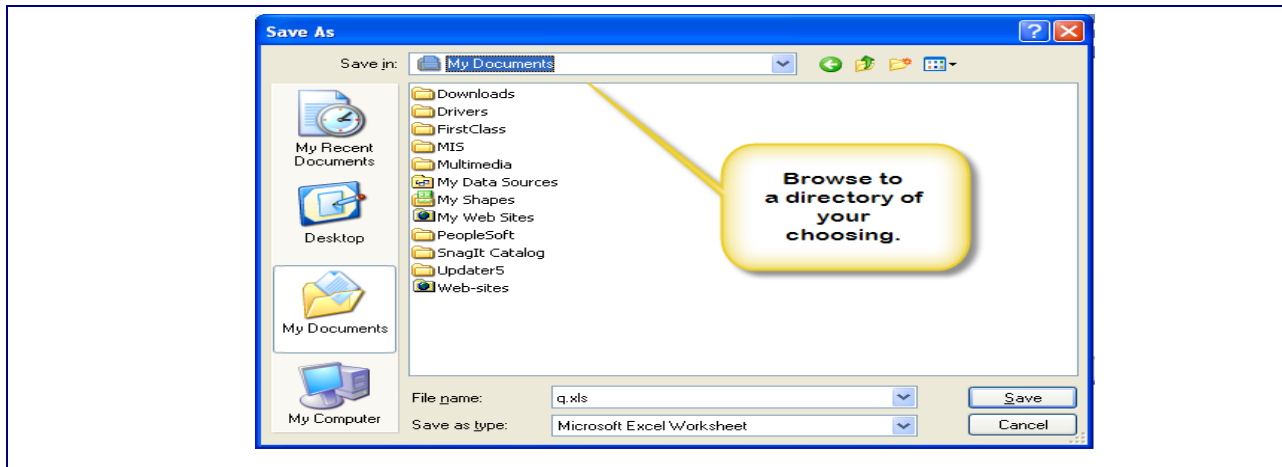 Save As
Save in:
My Documents
My Recent
Documents
Desktop
My Documents
My Computer
Downloads
Drivers
FirstClass
MIS
Multimedia
My Data Sources
My Shapes
My Web Sites
PeopleSoft
SnagIt Catalog
Updater5
Web-sites
Browse to
a directory of
your
choosing.
File name:
q.xls
Save
Save as type:
Microsoft Excel Worksheet
Cancel